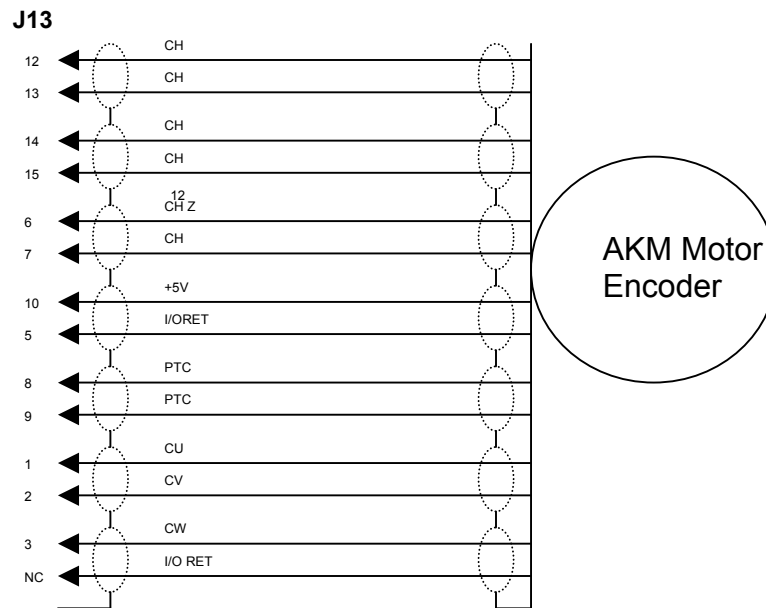 J13
CH
12
CH
13
CH
14
CH
15
12
CH Z
6
CH
7
+5V
10
I/ORET
5
PTC
8
PTC
9
CU
1
CV
2
CW
3
I/O RET
NC
AKM Motor
Encoder